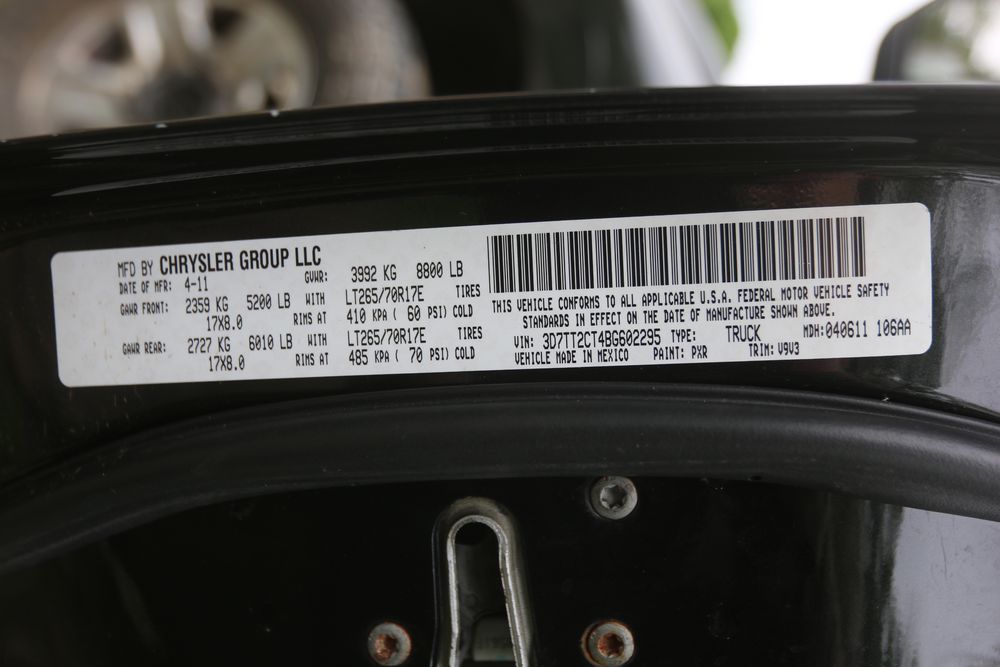 MFD BY CHRYSLER GROUP LLC
DATE OF MFR: 4-11 GVWR: 3992 KG 8800 LB
GAWR FRONT: 2359 KG 5200 LB WITH LT265/70R17E TIRES
17X8.0 RIMS AT 410 KPA ( 60 PSI) COLD
GAWR REAR: 2727 KG 6010 LB WITH LT265/70R17E TIRES
17X8.0 RIMS AT 485 KPA ( 70 PSI) COLD
THIS VEHICLE CONFORMS TO ALL APPLICABLE U.S.A. FEDERAL MOTOR VEHICLE SAFETY
STANDARDS IN EFFECT ON THE DATE OF MANUFACTURE SHOWN ABOVE.
VIN: 3D7TT2CT4BG602295 TYPE: TRUCK MDH: 040611 106AA
VEHICLE MADE IN MEXICO PAINT: PXR TRIM: V9V3